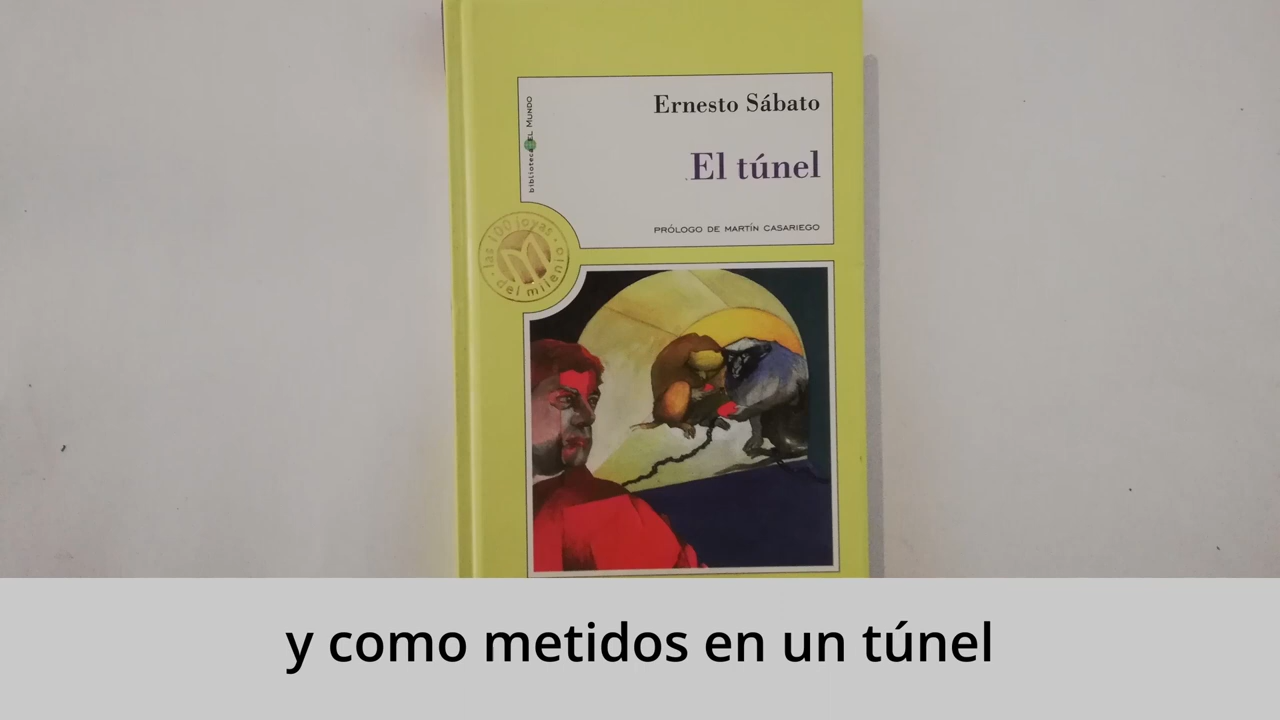 Ernesto Sábato
El túnel
PRÓLOGO DE MARTÍN CASARIEGO
biblioteca EL MUNDO
las 100 joyas
del milenio
M
y como metidos en un túnel